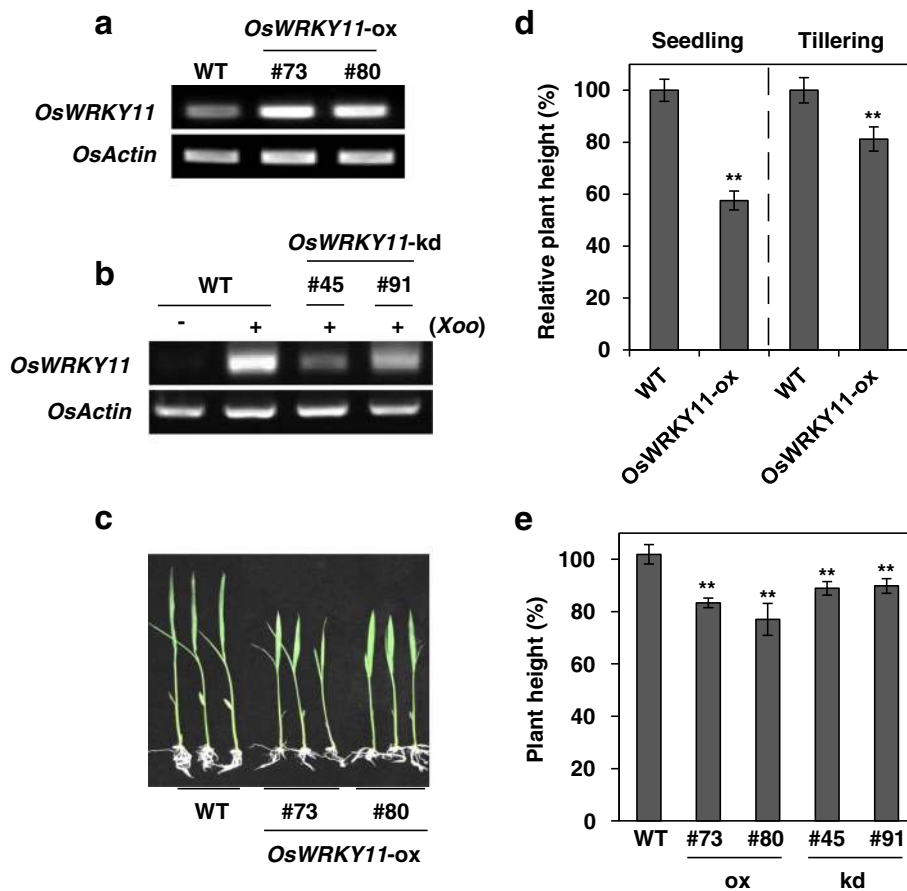 a
OsWRKY11-ox
WT #73 #80
OsWRKY11
OsActin
b
OsWRKY11-kd
WT #45 #91
- + + + (Xoo)
OsWRKY11
OsActin
c
WT #73 #80
OsWRKY11-ox
d
Seedling Tillering
Relative plant height (%)
120
100
80
60
40
20
0
WT OsWRKY11-ox WT OsWRKY11-ox
** **
e
Plant height (%)
100
80
60
40
20
0
** ** ** **
WT #73 #80 #45 #91
ox kd